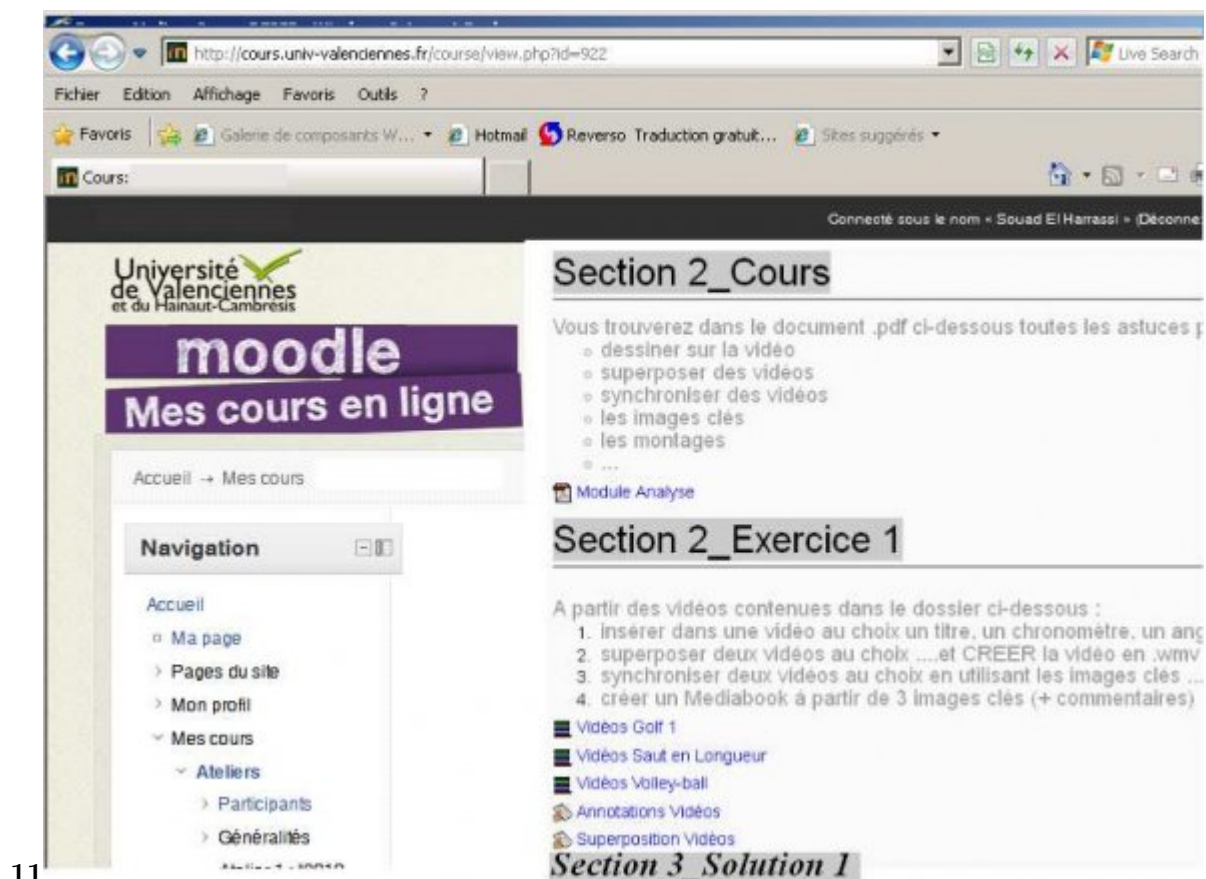 http://cours.univ-valenciennes.fr/course/view.php?id=922
Live Search
Fichier Edition Affichage Favoris Outils ?
Favoris Galerie de composants W... Hotmail Reverso Traduction gratuit... Sites suggérés
Cours:
Connecté sous le nom « Souad El Harrassi » (Déconne
Université
de Valenciennes
et du Hainaut-Cambrésis
moodle
Mes cours en ligne
Accueil → Mes cours
Navigation
Accueil
Ma page
Pages du site
Mon profil
Mes cours
Ateliers
Participants
Généralités
Section 2_Cours
Vous trouverez dans le document .pdf ci-dessous toutes les astuces p
dessiner sur la vidéo
superposer des vidéos
synchroniser des vidéos
les images clés
les montages
...
Module Analyse
Section 2_Exercice 1
A partir des vidéos contenues dans le dossier ci-dessous :
1. insérer dans une vidéo au choix un titre, un chronomètre, un ang
2. superposer deux vidéos au choix ....et CREER la vidéo en .wmv
3. synchroniser deux vidéos au choix en utilisant les images clés ...
4. créer un Mediabook à partir de 3 images clés (+ commentaires)
Vidéos Golf 1
Vidéos Saut en Longueur
Vidéos Volley-ball
Annotations Vidéos
Superposition Vidéos
Section 3_Solution 1
11